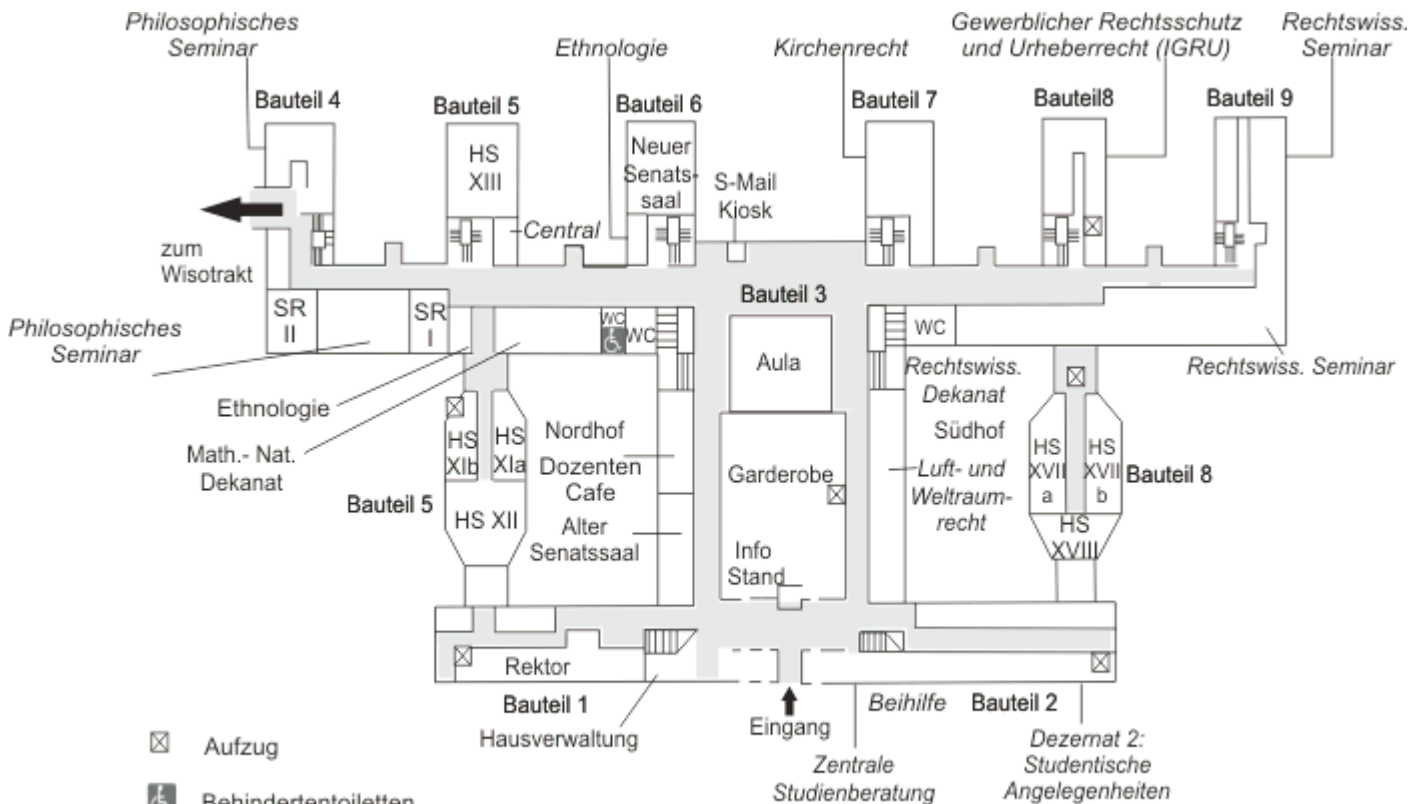 Philosophisches
Seminar
Ethnologie
Kirchenrecht
Gewerblicher Rechtsschutz
und Urheberrecht (IGRU)
Rechtswiss.
Seminar
Bauteil 4
Bauteil 5
Bauteil 6
Bauteil 7
Bauteil8
Bauteil 9
HS
XIII
Neuer
Senats-
saal
S-Mail
Kiosk
Central
zum
Wisotrakt
Bauteil 3
SR
II
SR
I
WC
WC
WC
Philosophisches
Seminar
Aula
Rechtswiss.
Dekanat
Rechtswiss. Seminar
Ethnologie
Math.- Nat.
Dekanat
HS
XIb
HS
XIa
Nordhof
Dozenten
Cafe
Garderobe
Südhof
Luft- und
Weltraum-
recht
HS
XVII
a
HS
XVII
b
Bauteil 8
Bauteil 5
HS XII
Alter
Senatssaal
Info
Stand
HS
XVIII
Rektor
Bauteil 1
Hausverwaltung
Eingang
Beihilfe
Bauteil 2
Zentrale
Studienberatung
Dezernat 2:
Studentische
Angelegenheiten
Aufzug
Behindertentoiletten